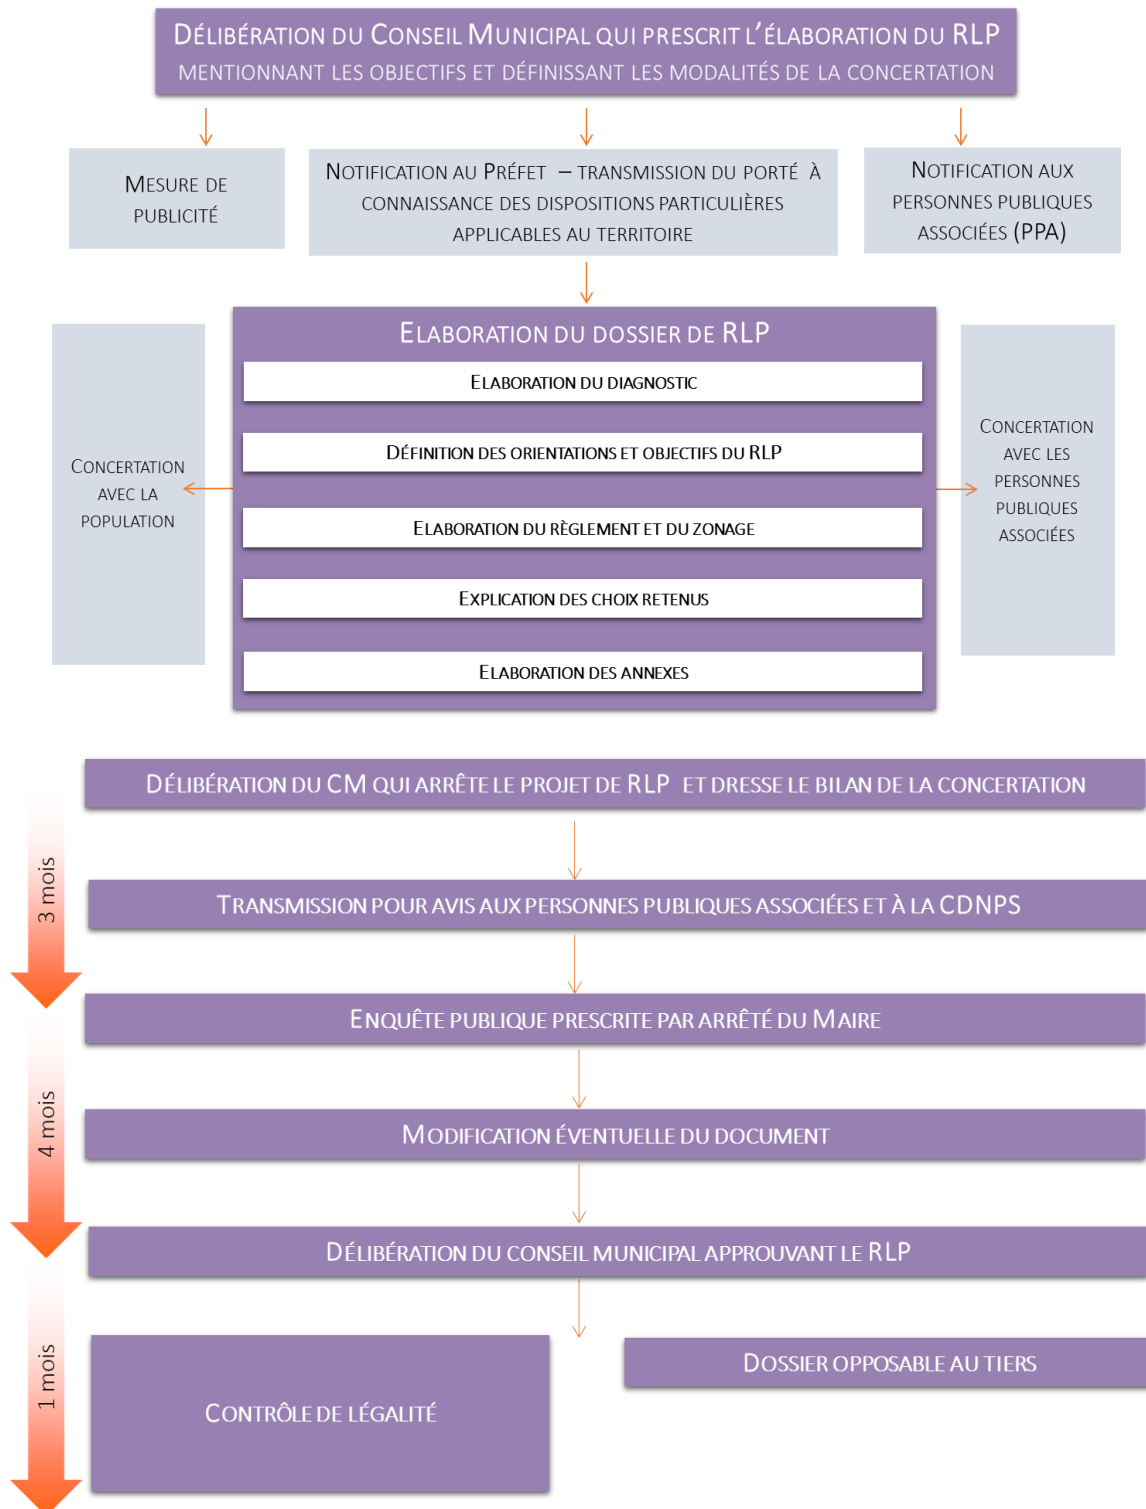 Délibération du Conseil Municipal qui prescrit l’élaboration du RLP
mentionnant les objectifs et définissant les modalités de la concertation
Mesure de
publicité
Notification au Préfet – transmission du porté à
connaissance des dispositions particulières
applicables au territoire
Notification aux
personnes publiques
associées (PPA)
Elaboration du dossier de RLP
Elaboration du diagnostic
Définition des orientations et objectifs du RLP
Elaboration du règlement et du zonage
Explication des choix retenus
Elaboration des annexes
Concertation
avec la
population
Concertation
avec les
personnes
publiques
associées
Délibération du CM qui arrête le projet de RLP et dresse le bilan de la concertation
3 mois
Transmission pour avis aux personnes publiques associées et à la CDNPS
Enquête publique prescrite par arrêté du Maire
4 mois
Modification éventuelle du document
Délibération du conseil municipal approuvant le RLP
1 mois
Contrôle de légalité
Dossier opposable au tiers